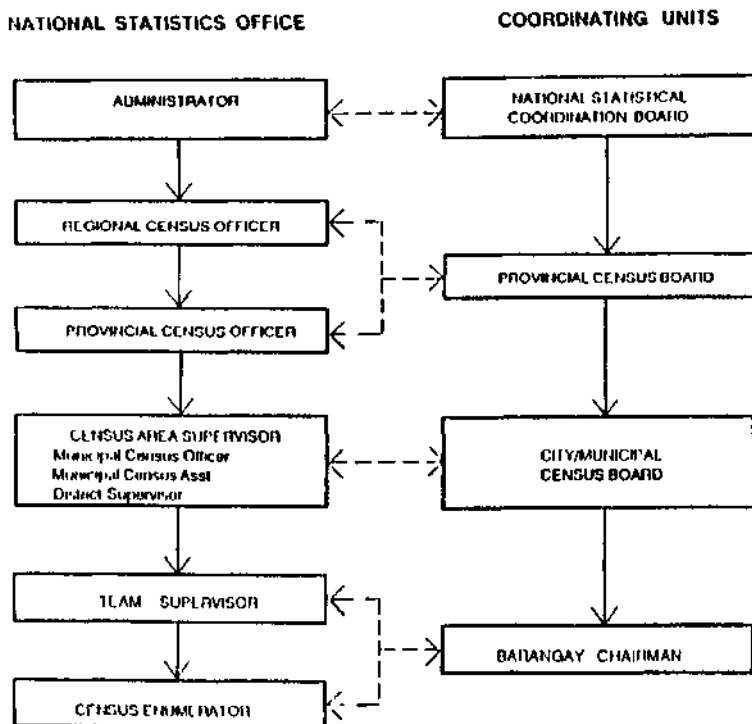 NATIONAL STATISTICS OFFICE
COORDINATING UNITS
ADMINISTRATOR
NATIONAL STATISTICAL
COORDINATION BOARD
REGIONAL CENSUS OFFICER
PROVINCIAL CENSUS BOARD
PROVINCIAL CENSUS OFFICER
CENSUS AREA SUPERVISOR
Municipal Census Officer
Municipal Census Asst
District Supervisor
CITY/MUNICIPAL
CENSUS BOARD
TEAM SUPERVISOR
BARANGAY CHAIRMAN
CENSUS ENUMERATOR